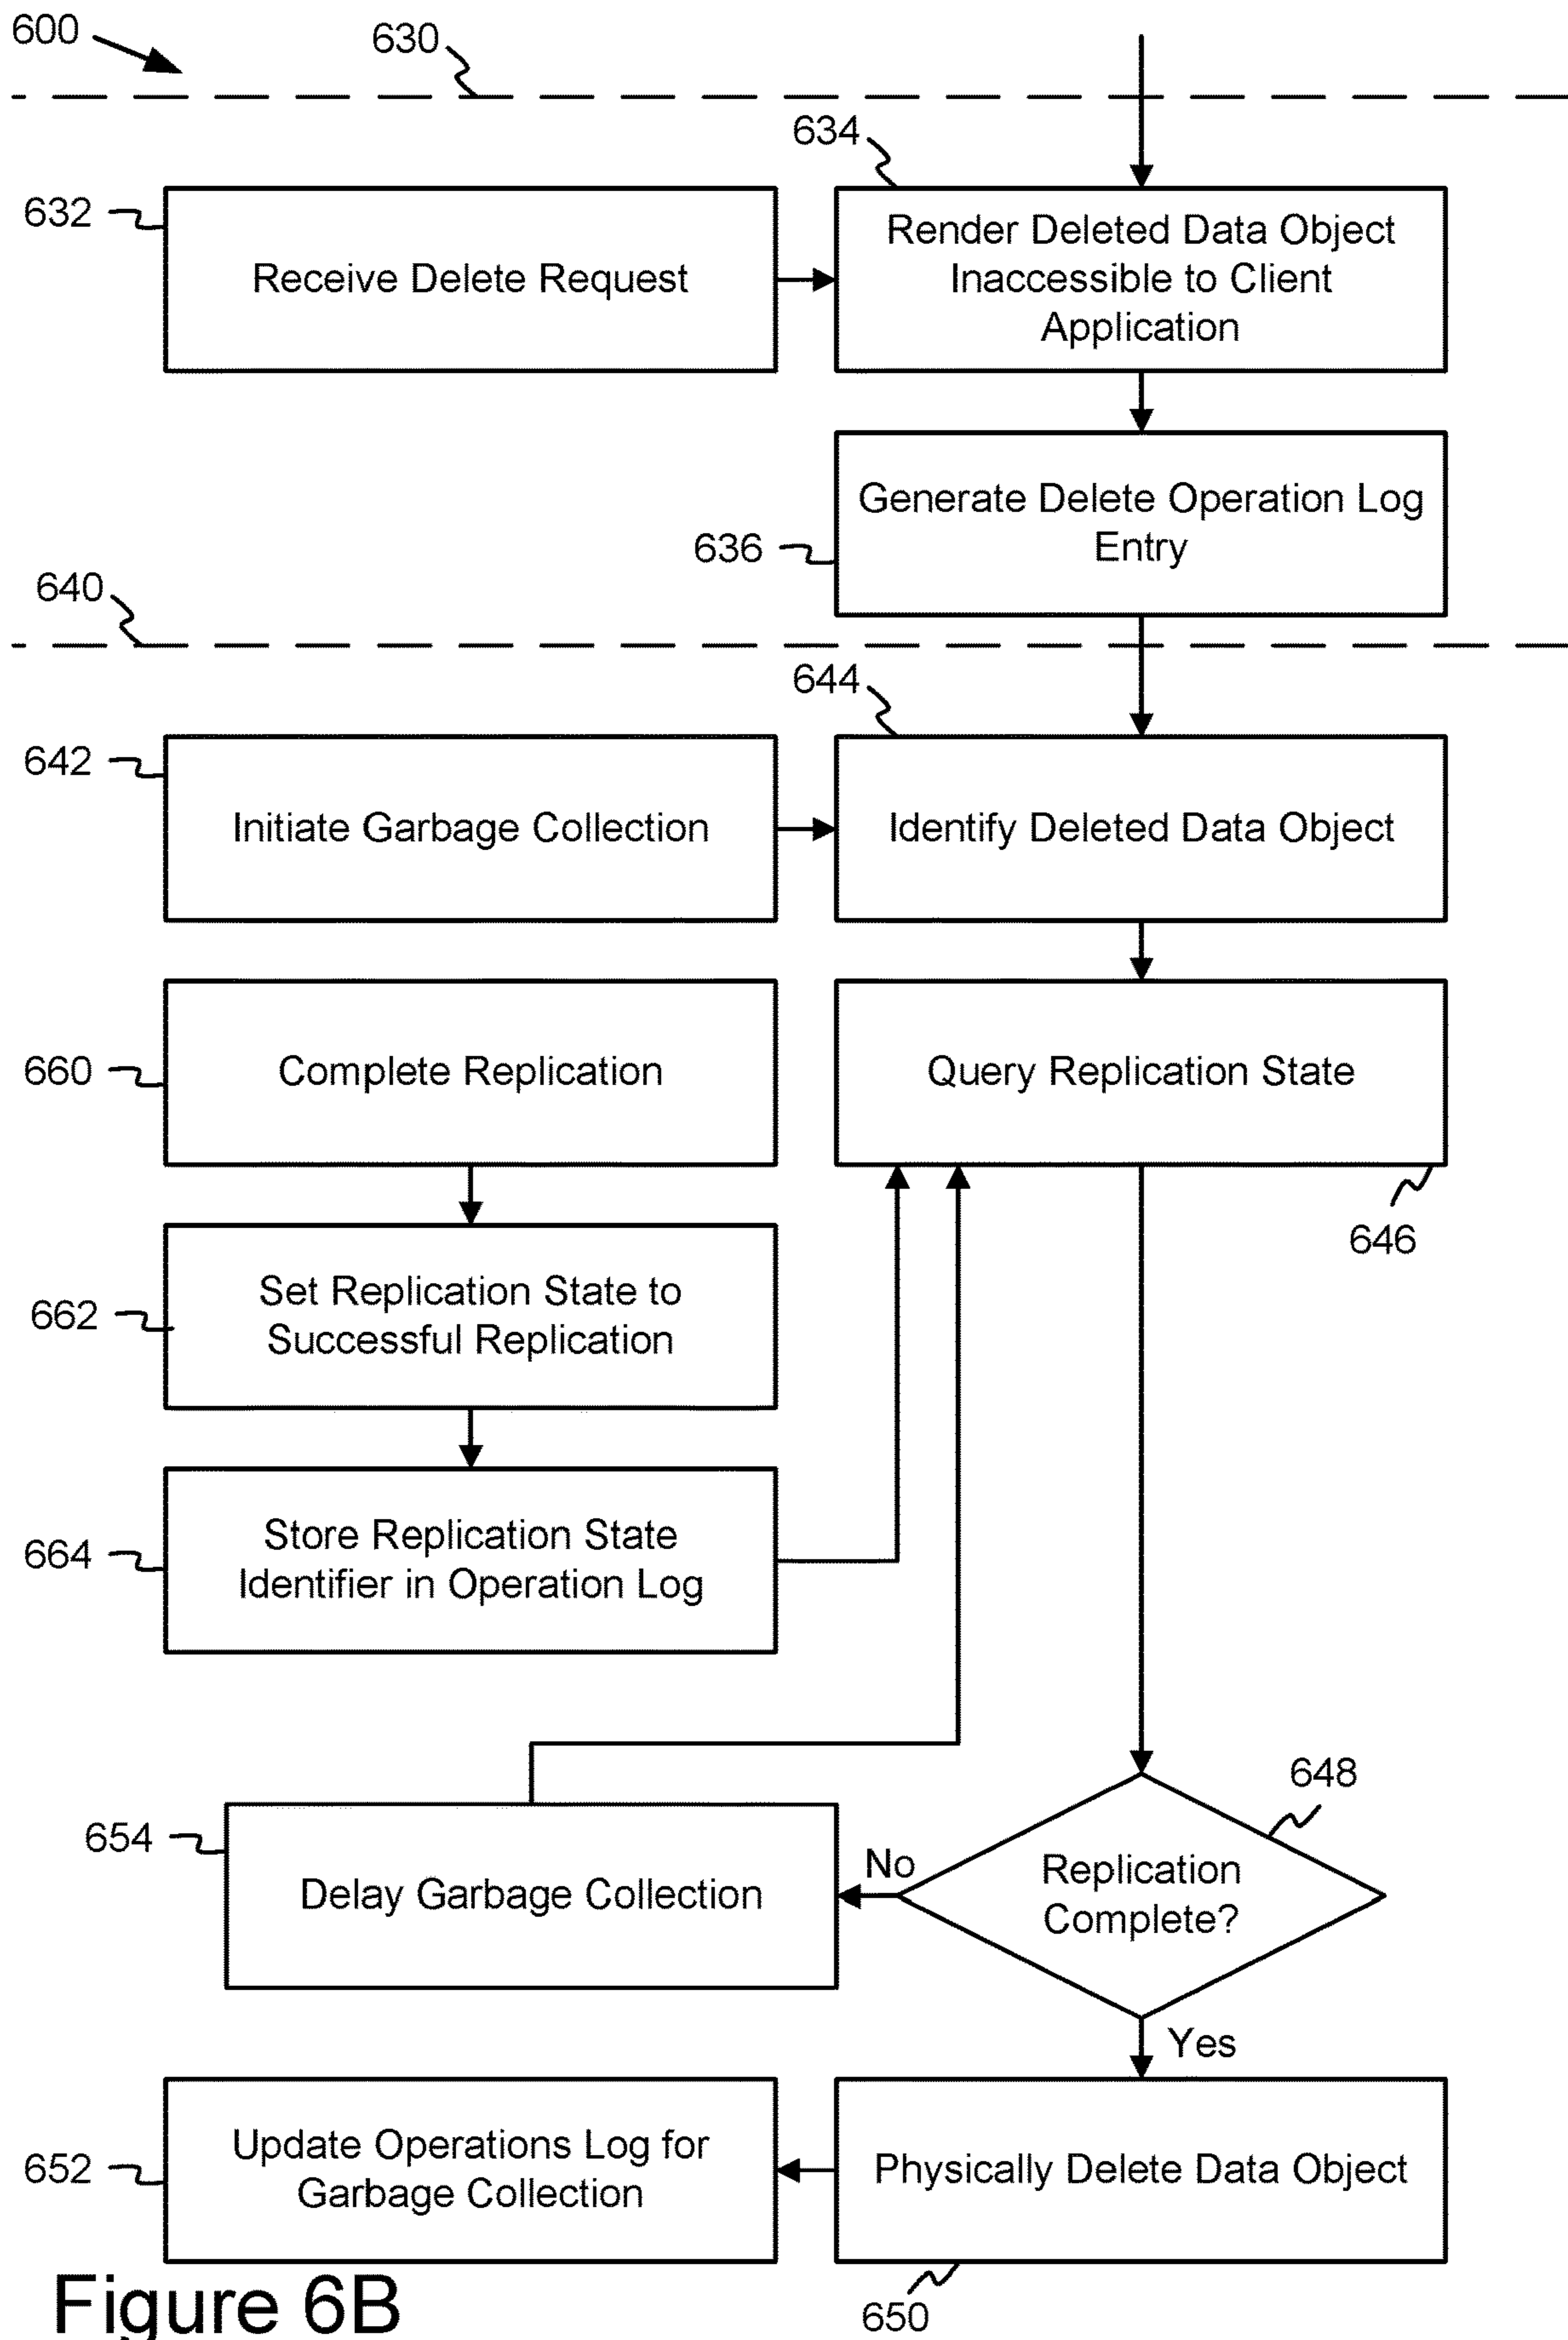 600
630
634
632
Receive Delete Request
Render Deleted Data Object
Inaccessible to Client
Application
636
Generate Delete Operation Log
Entry
640
644
642
Initiate Garbage Collection
Identify Deleted Data Object
660
Complete Replication
Query Replication State
646
662
Set Replication State to
Successful Replication
664
Store Replication State
Identifier in Operation Log
648
654
Delay Garbage Collection
No
Replication
Complete?
Yes
652
Update Operations Log for
Garbage Collection
Physically Delete Data Object
650
Figure 6B